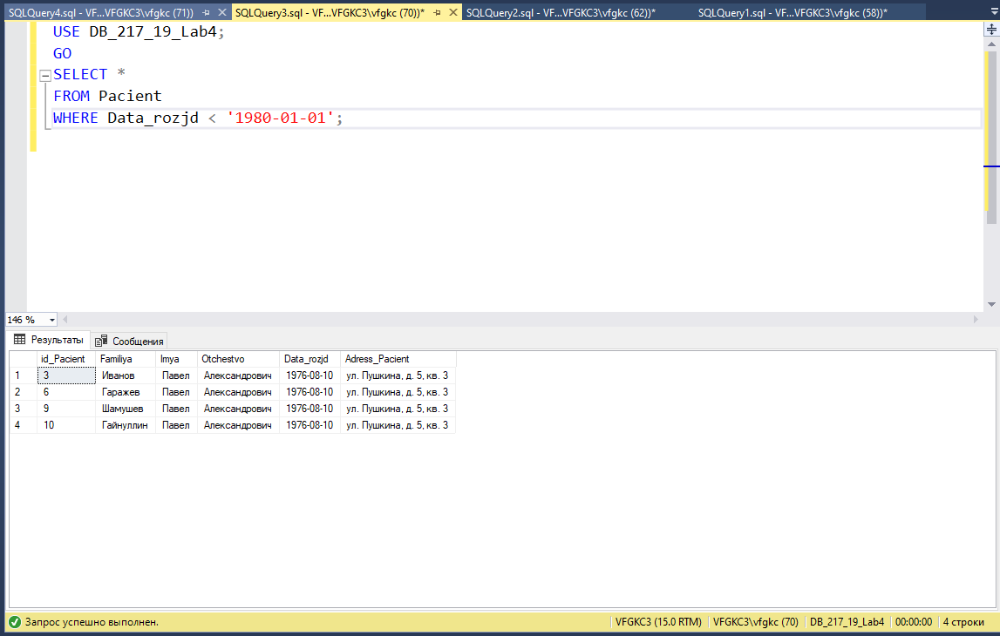 SQLQuery4.sql - VF...VFGKC3\vfgkc (71)) SQLQuery3.sql - VF...VFGKC3\vfgkc (70))* SQLQuery2.sql - VF...VFGKC3\vfgkc (62))* SQLQuery1.sql - VF...VFGKC3\vfgkc (58))*
USE DB_217_19_Lab4;
GO
SELECT *
FROM Pacient
WHERE Data_rozjd < '1980-01-01';
146 %
Результаты Сообщения
id_Pacient Familiya Imya Otchestvo Data_rozjd Adress_Pacient
1 3 Иванов Павел Александрович 1976-08-10 ул. Пушкина, д. 5, кв. 3
2 6 Гаражев Павел Александрович 1976-08-10 ул. Пушкина, д. 5, кв. 3
3 9 Шамушев Павел Александрович 1976-08-10 ул. Пушкина, д. 5, кв. 3
4 10 Гайнуллин Павел Александрович 1976-08-10 ул. Пушкина, д. 5, кв. 3
Запрос успешно выполнен. VFGKC3 (15.0 RTM) VFGKC3\vfgkc (70) DB_217_19_Lab4 00:00:00 4 строки